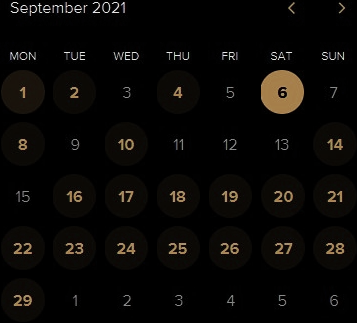 September 2021
MON TUE WED THU FRI SAT SUN
1 2 3 4 5 6 7
8 9 10 11 12 13 14
15 16 17 18 19 20 21
22 23 24 25 26 27 28
29 1 2 3 4 5 6